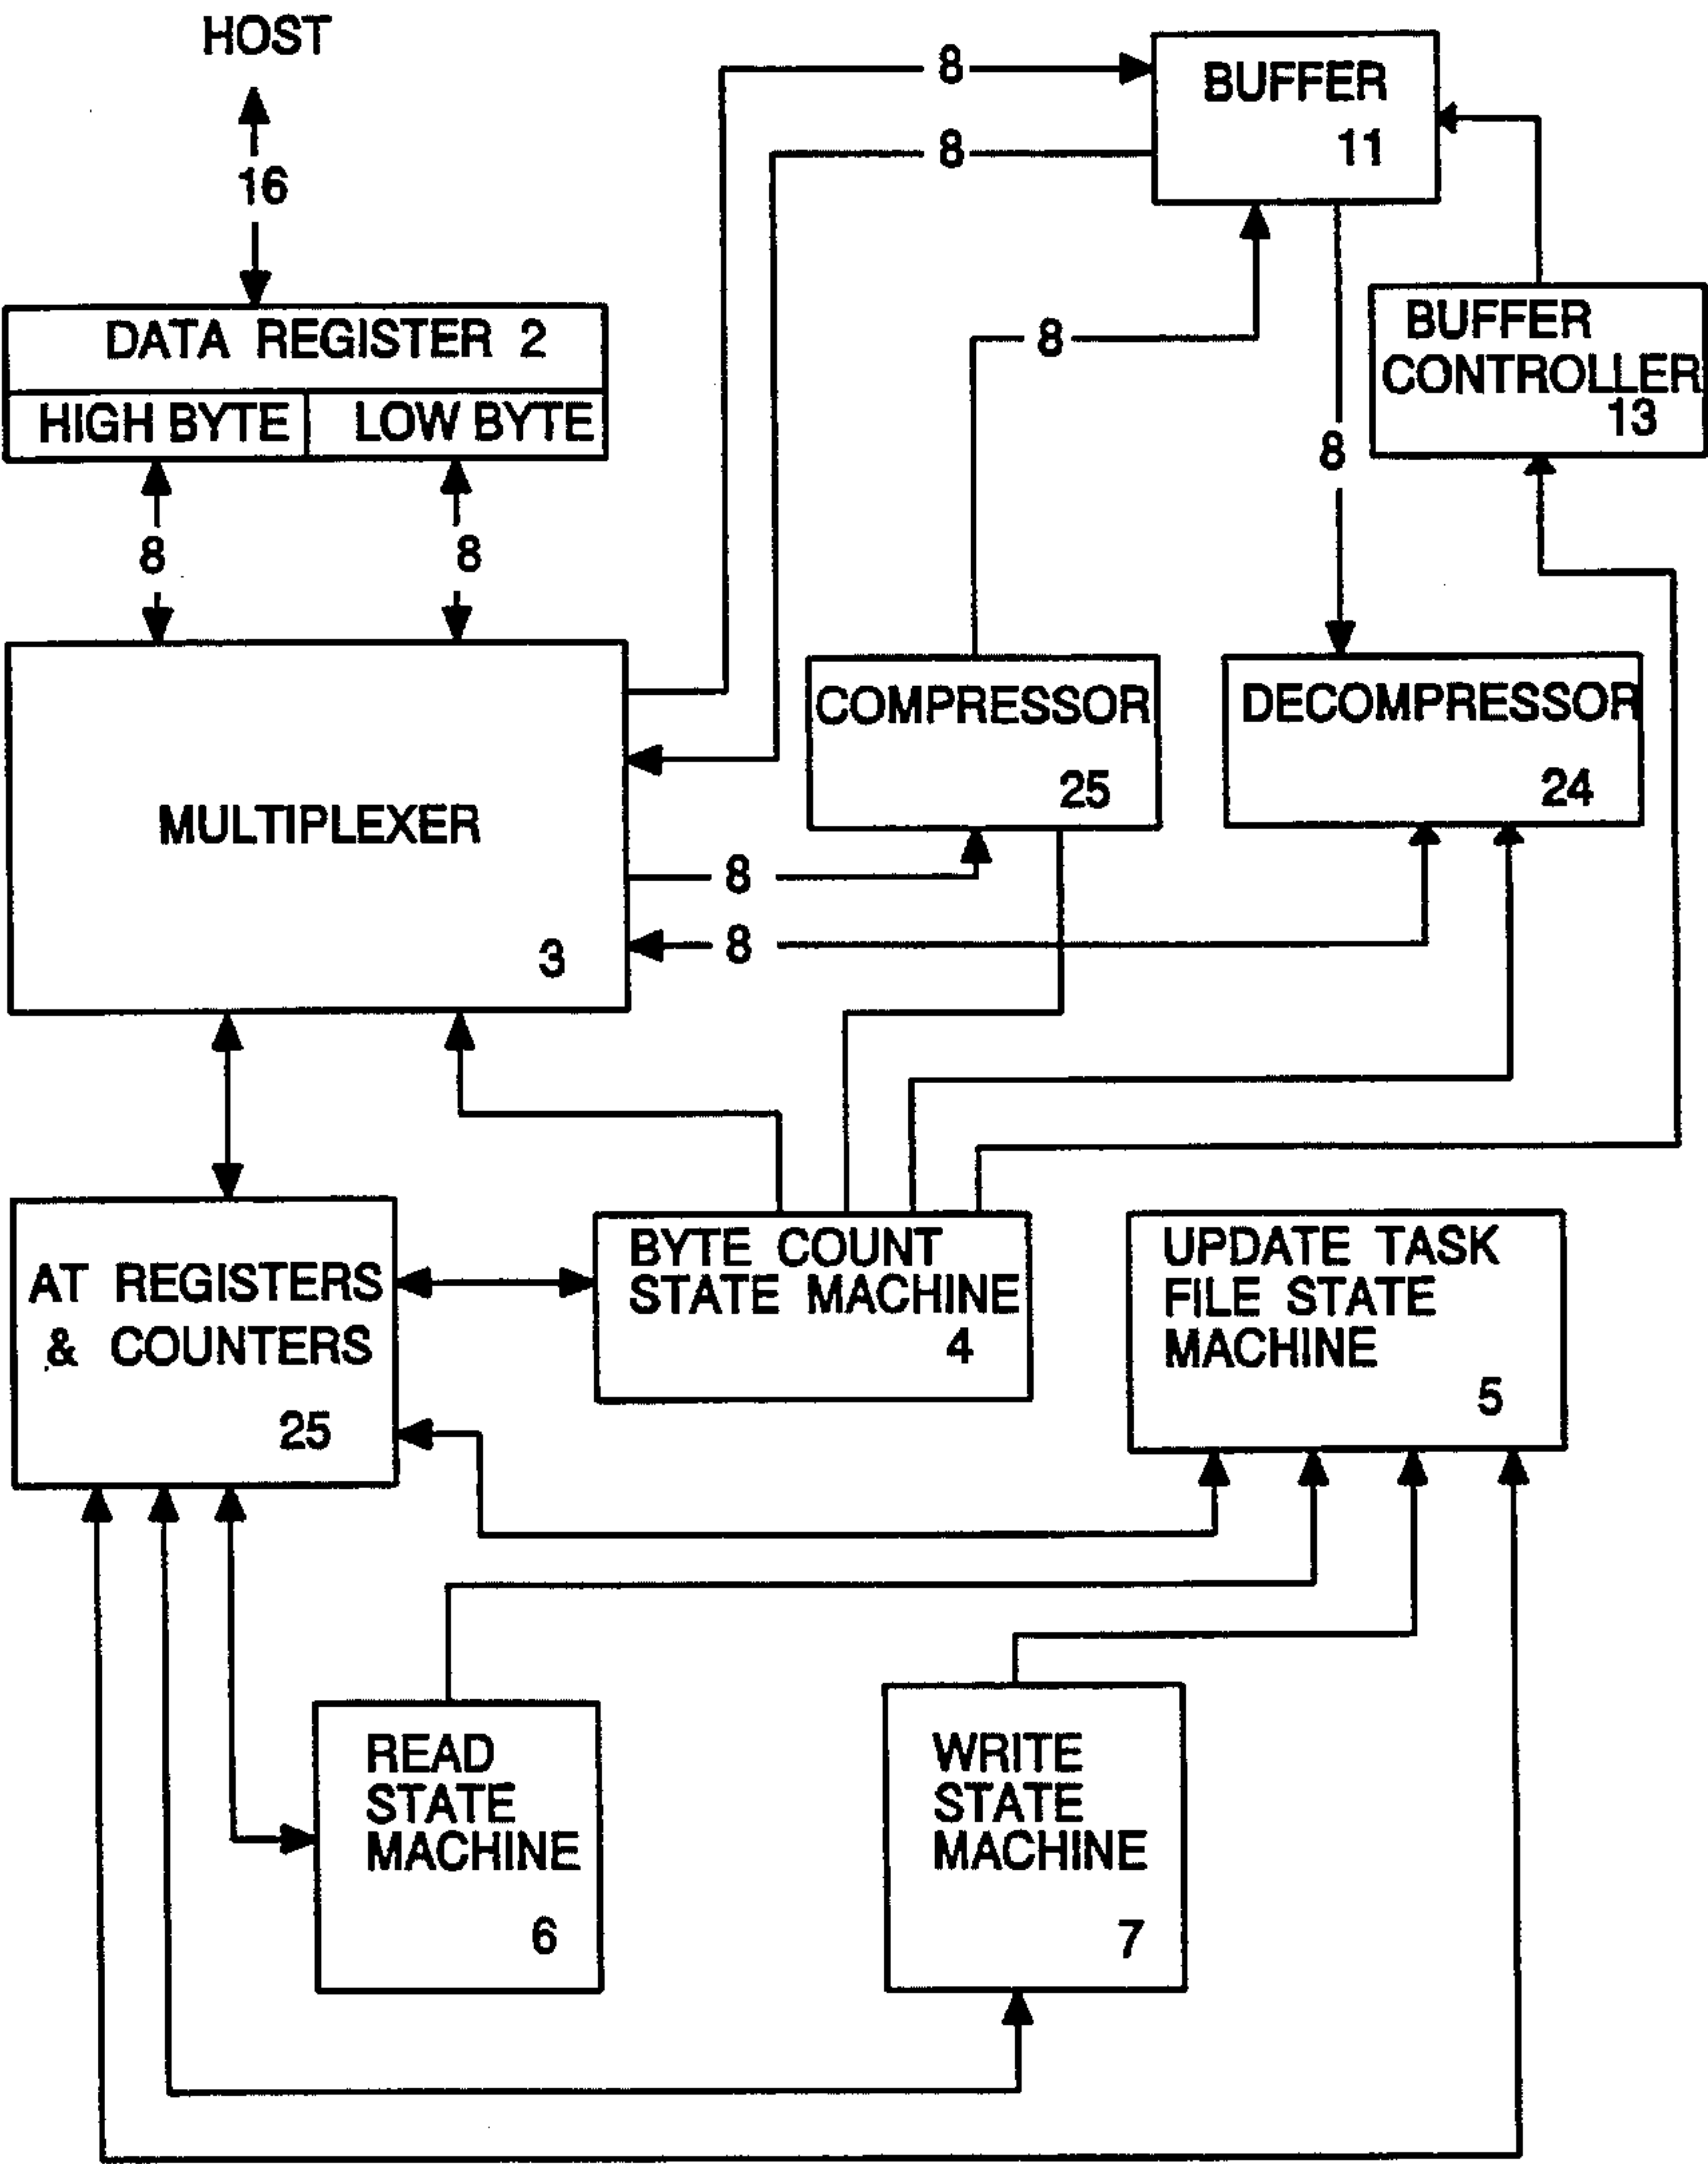 HOST
16
DATA REGISTER 2
HIGH BYTE
LOW BYTE
8
8
8
BUFFER
11
8
8
8
BUFFER
CONTROLLER
13
MULTIPLEXER
3
COMPRESSOR
25
DECOMPRESSOR
24
8
8
AT REGISTERS
& COUNTERS
25
BYTE COUNT
STATE MACHINE
4
UPDATE TASK
FILE STATE
MACHINE
5
READ
STATE
MACHINE
6
WRITE
STATE
MACHINE
7